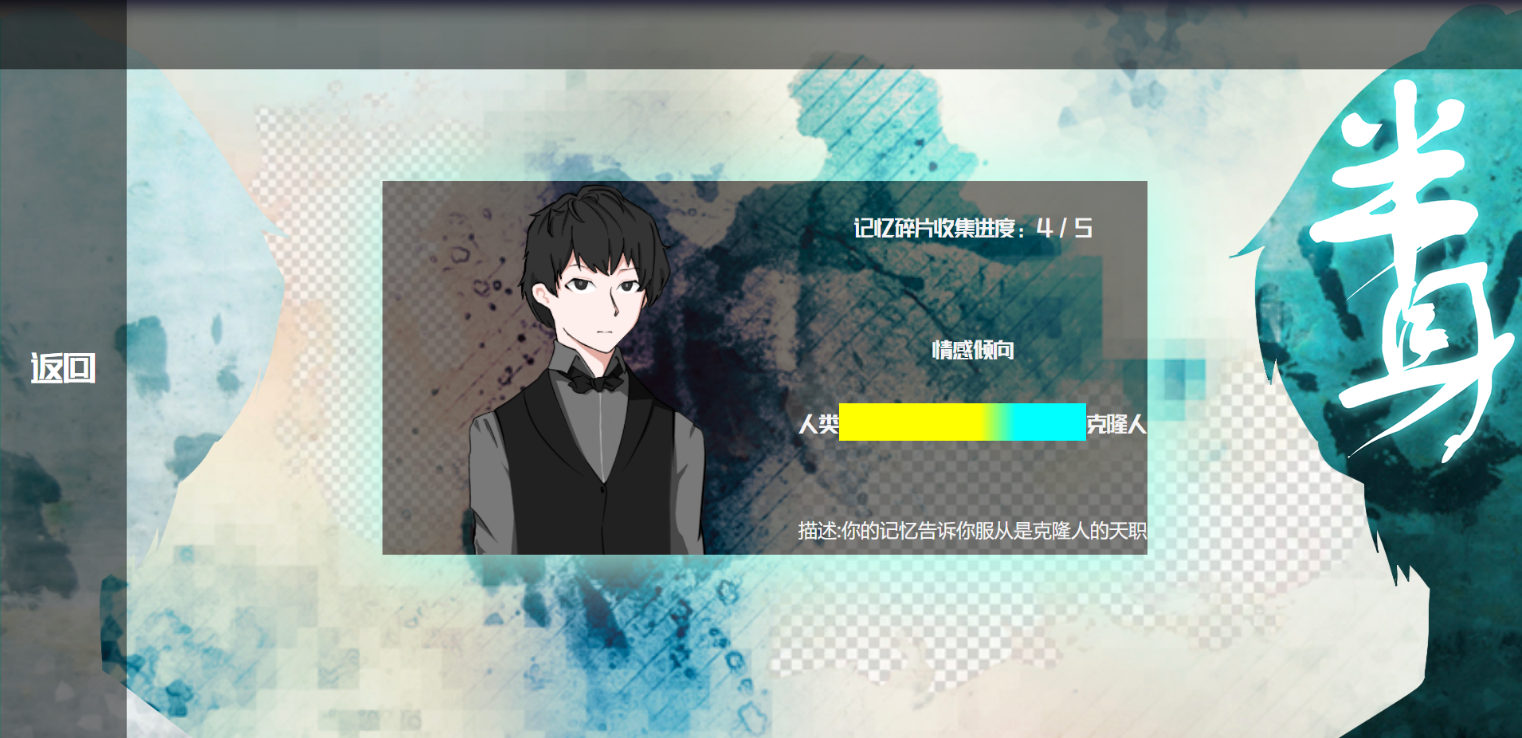 返回
记忆碎片收集进度：4 / 5
情感倾向
人类
克隆人
描述:你的记忆告诉你服从是克隆人的天职
半身